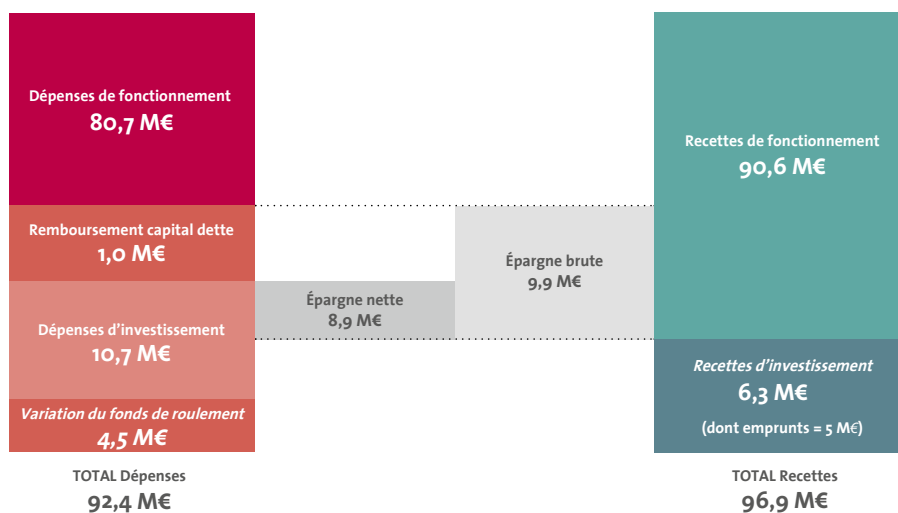 Dépenses de fonctionnement
80,7 M€
Remboursement capital dette
1,0 M€
Dépenses d'investissement
10,7 M€
Variation du fonds de roulement
4,5 M€
TOTAL Dépenses
92,4 M€
Épargne nette
8,9 M€
Épargne brute
9,9 M€
Recettes de fonctionnement
90,6 M€
Recettes d'investissement
6,3 M€
(dont emprunts = 5 M€)
TOTAL Recettes
96,9 M€